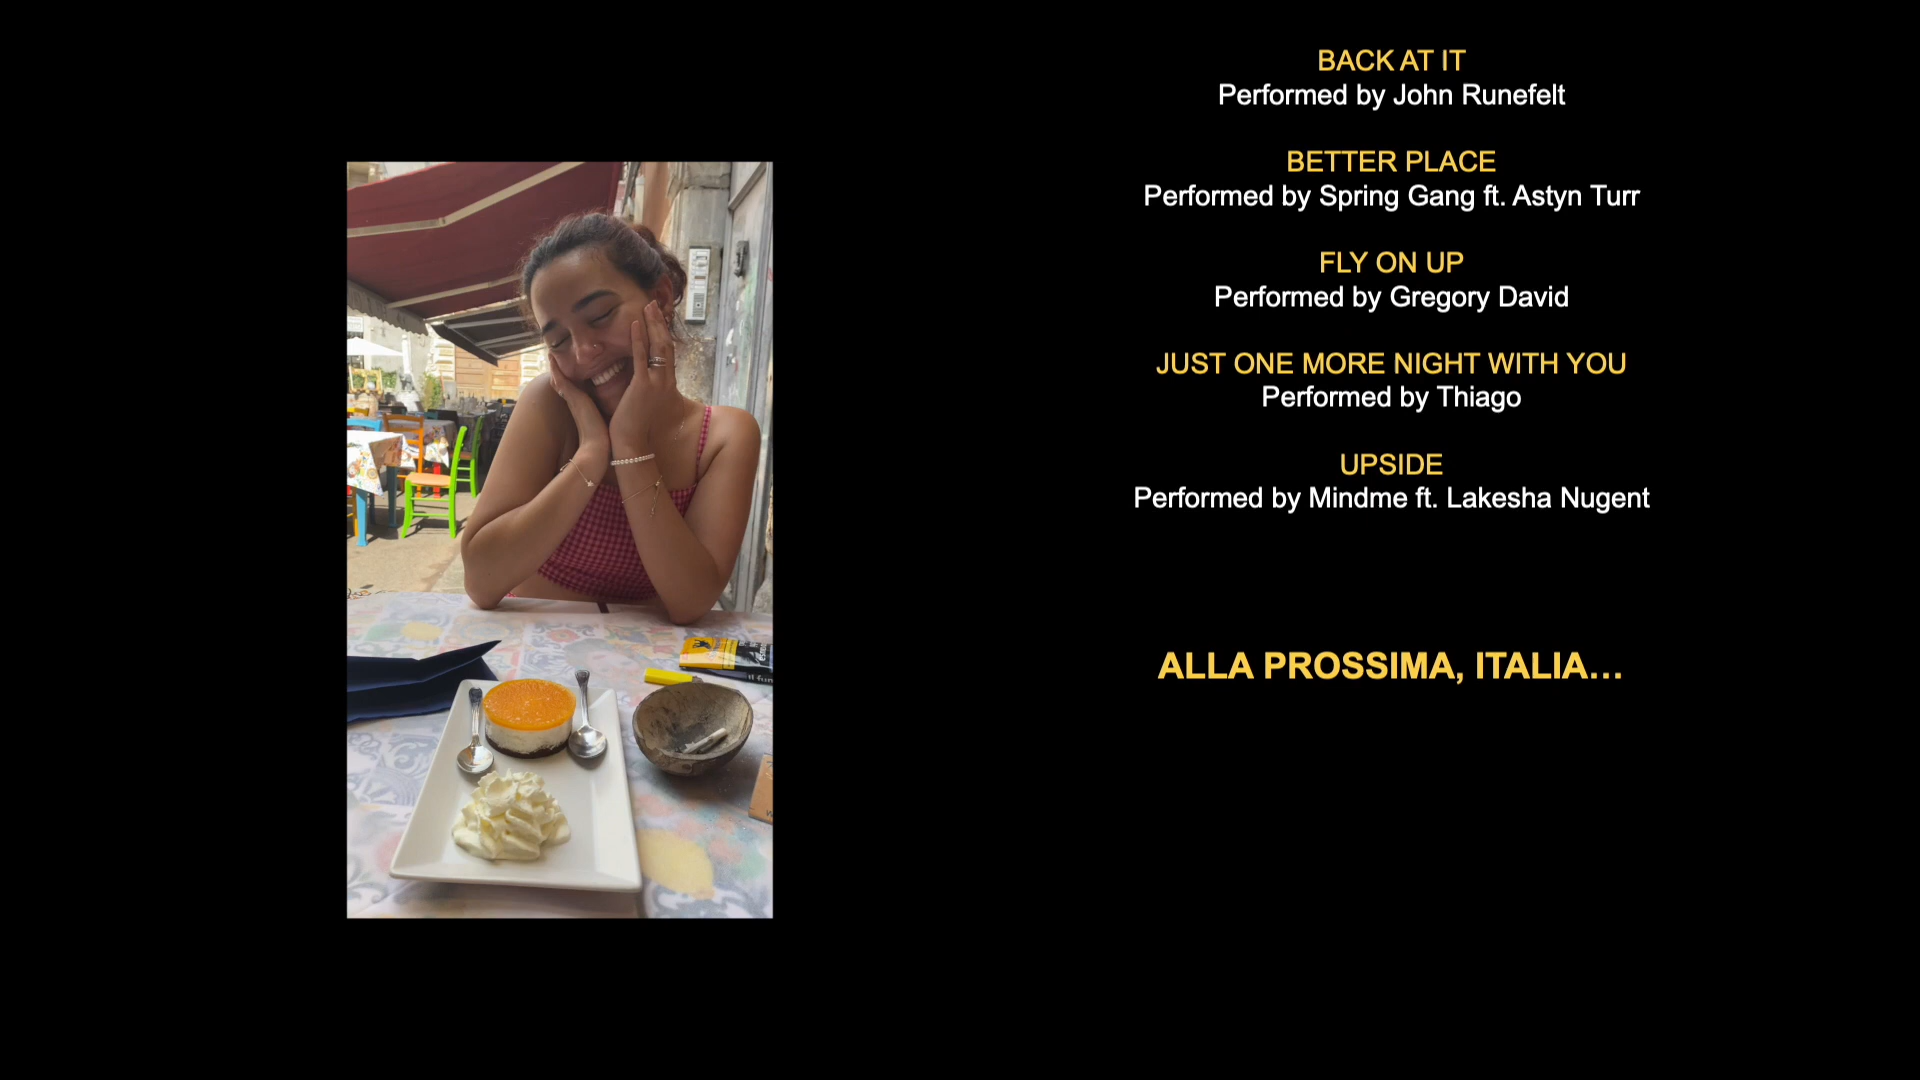 BACK AT IT
Performed by John Runefelt
BETTER PLACE
Performed by Spring Gang ft. Astyn Turr
FLY ON UP
Performed by Gregory David
JUST ONE MORE NIGHT WITH YOU
Performed by Thiago
UPSIDE
Performed by Mindme ft. Lakesha Nugent
ALLA PROSSIMA, ITALIA...